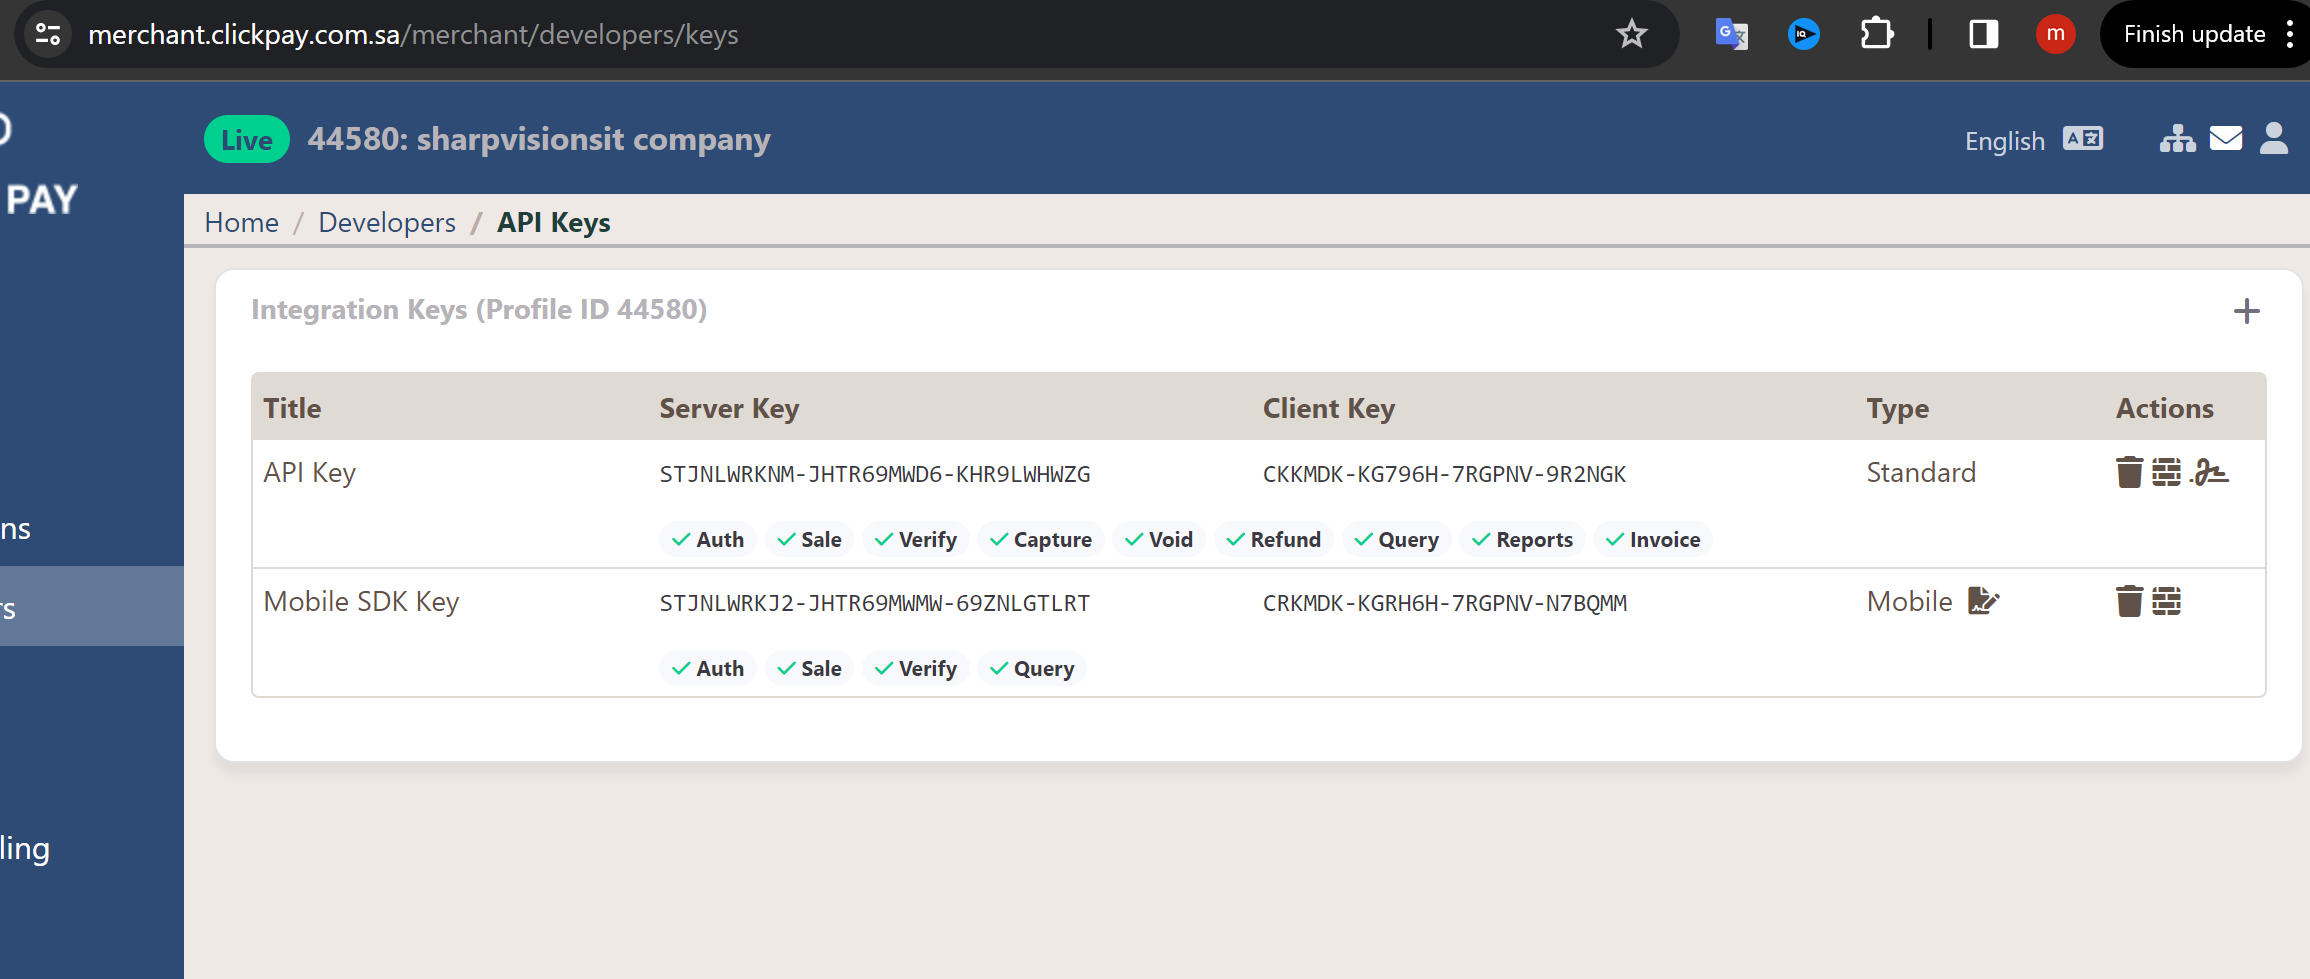 merchant.clickpay.com.sa/merchant/developers/keys
m
Finish update
Live
44580: sharpvisionsit company
English
PAY
Home / Developers / API Keys
Integration Keys (Profile ID 44580)
Title Server Key Client Key Type Actions
API Key STJNLWRKNM-JHTR69MWD6-KHR9LWHWZG CKKMDK-KG796H-7RGPNV-9R2NGK Standard
Auth Sale Verify Capture Void Refund Query Reports Invoice
Mobile SDK Key STJNLWRKJ2-JHTR69MWMW-69ZNLGTLRT CRKMDK-KGRH6H-7RGPNV-N7BQMM Mobile
Auth Sale Verify Query
ns
rs
ling